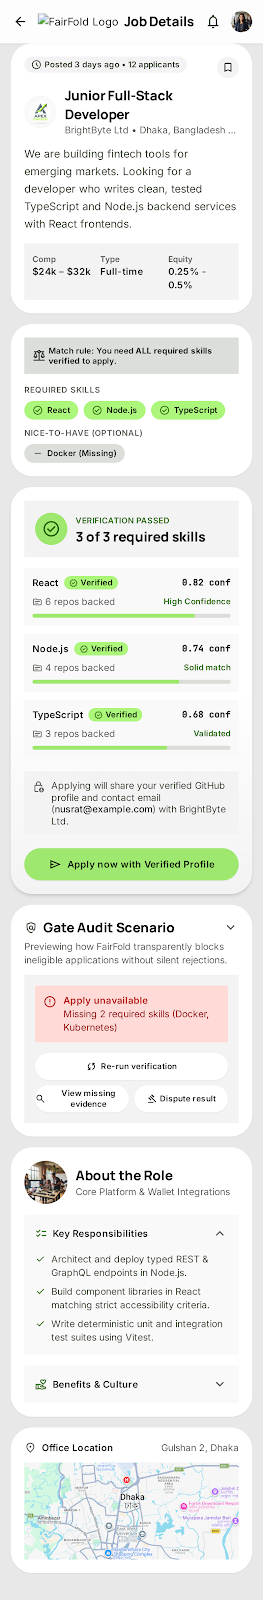 FairFold Logo Job Details
Posted 3 days ago • 12 applicants
APEX
Junior Full-Stack
Developer
BrightByte Ltd • Dhaka, Bangladesh ...
We are building fintech tools for
emerging markets. Looking for a
developer who writes clean, tested
TypeScript and Node.js backend services
with React frontends.
Comp Type Equity
$24k – $32k Full-time 0.25% -
0.5%
Match rule: You need ALL required skills
verified to apply.
REQUIRED SKILLS
React Node.js TypeScript
NICE-TO-HAVE (OPTIONAL)
Docker (Missing)
VERIFICATION PASSED
3 of 3 required skills
React Verified 0.82 conf
6 repos backed High Confidence
Node.js Verified 0.74 conf
4 repos backed Solid match
TypeScript Verified 0.68 conf
3 repos backed Validated
Applying will share your verified GitHub
profile and contact email
(nusrat@example.com) with BrightByte
Ltd.
Apply now with Verified Profile
Gate Audit Scenario
Previewing how FairFold transparently blocks
ineligible applications without silent rejections.
Apply unavailable
Missing 2 required skills (Docker,
Kubernetes)
Re-run verification
View missing
evidence
Dispute result
About the Role
Core Platform & Wallet Integrations
Key Responsibilities
Architect and deploy typed REST &
GraphQL endpoints in Node.js.
Build component libraries in React
matching strict accessibility criteria.
Write deterministic unit and integration
test suites using Vitest.
Benefits & Culture
Office Location Gulshan 2, Dhaka
Dhaka
ঢাকা